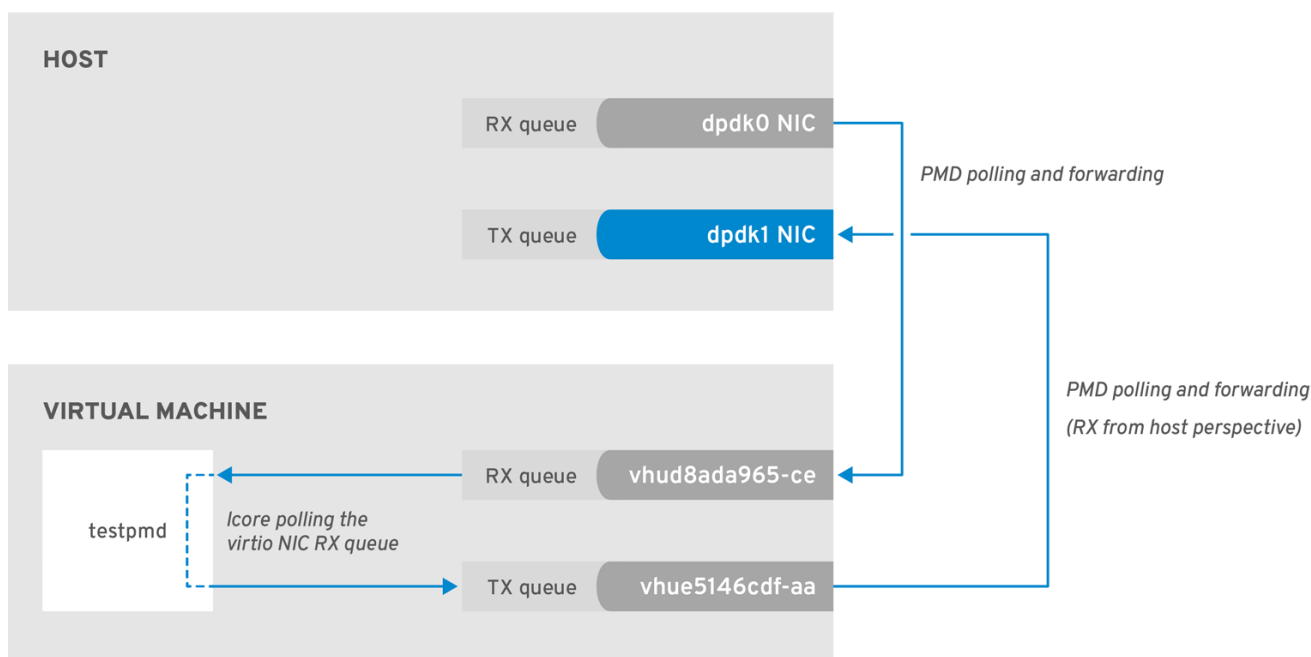 HOST
RX queue
dpdk0 NIC
PMD polling and forwarding
TX queue
dpdk1 NIC
PMD polling and forwarding
(RX from host perspective)
VIRTUAL MACHINE
RX queue
vhud8ada965-ce
testpmd
lcore polling the
virtio NIC RX queue
TX queue
vhue5146cdf-aa